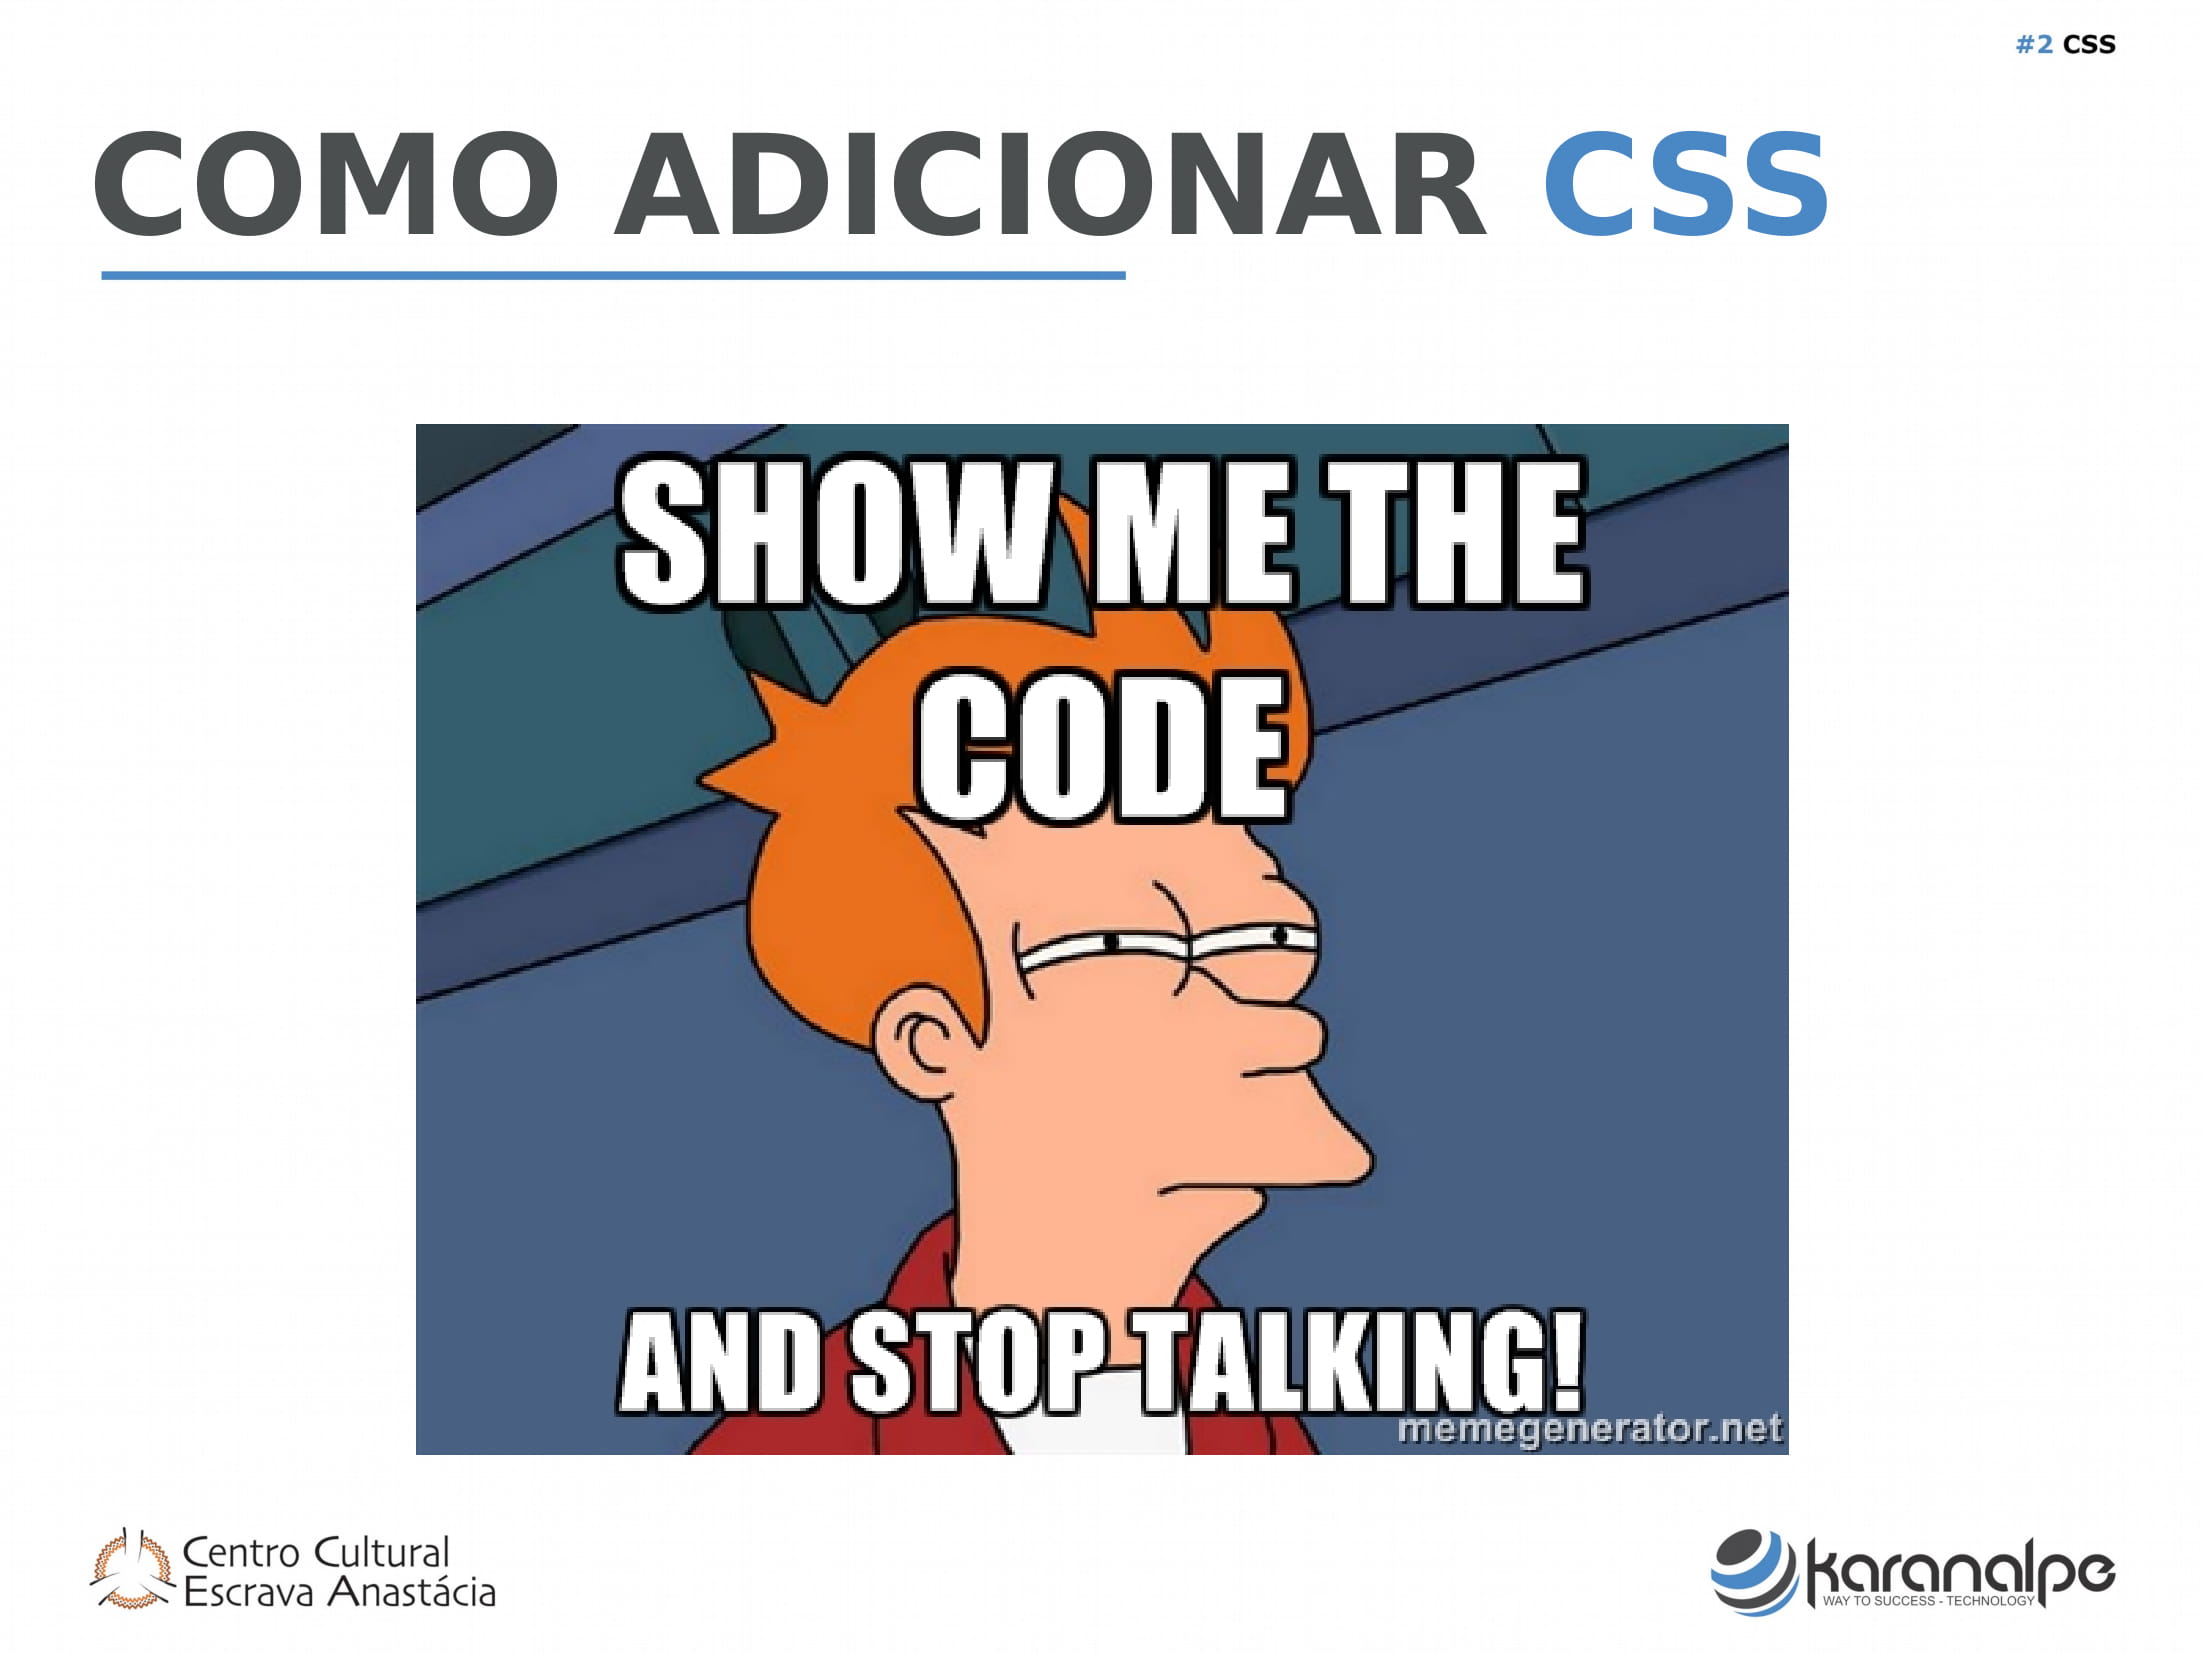 #2 CSS
COMO ADICIONAR CSS
SHOW ME THE
CODE
AND STOP TALKING!
memegenerator.net
Centro Cultural
Escrava Anastácia
karanalpe
WAY TO SUCCESS - TECHNOLOGY